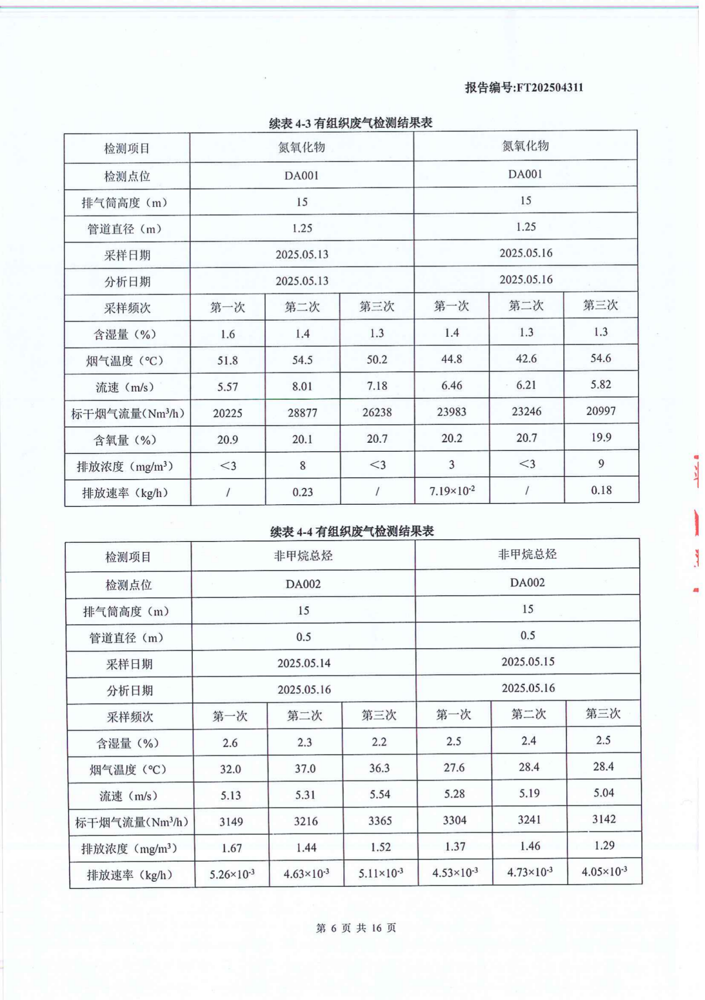 报告编号:FT202504311
续表 4-3 有组织废气检测结果表
检测项目 氮氧化物 氮氧化物
检测点位 DA001 DA001
排气筒高度（m） 15 15
管道直径（m） 1.25 1.25
采样日期 2025.05.13 2025.05.16
分析日期 2025.05.13 2025.05.16
采样频次 第一次 第二次 第三次 第一次 第二次 第三次
含湿量（%） 1.6 1.4 1.3 1.4 1.3 1.3
烟气温度（℃） 51.8 54.5 50.2 44.8 42.6 54.6
流速（m/s） 5.57 8.01 7.18 6.46 6.21 5.82
标干烟气流量(Nm³/h) 20225 28877 26238 23983 23246 20997
含氧量（%） 20.9 20.1 20.7 20.2 20.7 19.9
排放浓度（mg/m³） ＜3 8 ＜3 3 ＜3 9
排放速率（kg/h） / 0.23 / 7.19×10⁻² / 0.18
续表 4-4 有组织废气检测结果表
检测项目 非甲烷总烃 非甲烷总烃
检测点位 DA002 DA002
排气筒高度（m） 15 15
管道直径（m） 0.5 0.5
采样日期 2025.05.14 2025.05.15
分析日期 2025.05.16 2025.05.16
采样频次 第一次 第二次 第三次 第一次 第二次 第三次
含湿量（%） 2.6 2.3 2.2 2.5 2.4 2.5
烟气温度（℃） 32.0 37.0 36.3 27.6 28.4 28.4
流速（m/s） 5.13 5.31 5.54 5.28 5.19 5.04
标干烟气流量(Nm³/h) 3149 3216 3365 3304 3241 3142
排放浓度（mg/m³） 1.67 1.44 1.52 1.37 1.46 1.29
排放速率（kg/h） 5.26×10⁻³ 4.63×10⁻³ 5.11×10⁻³ 4.53×10⁻³ 4.73×10⁻³ 4.05×10⁻³
第 6 页 共 16 页